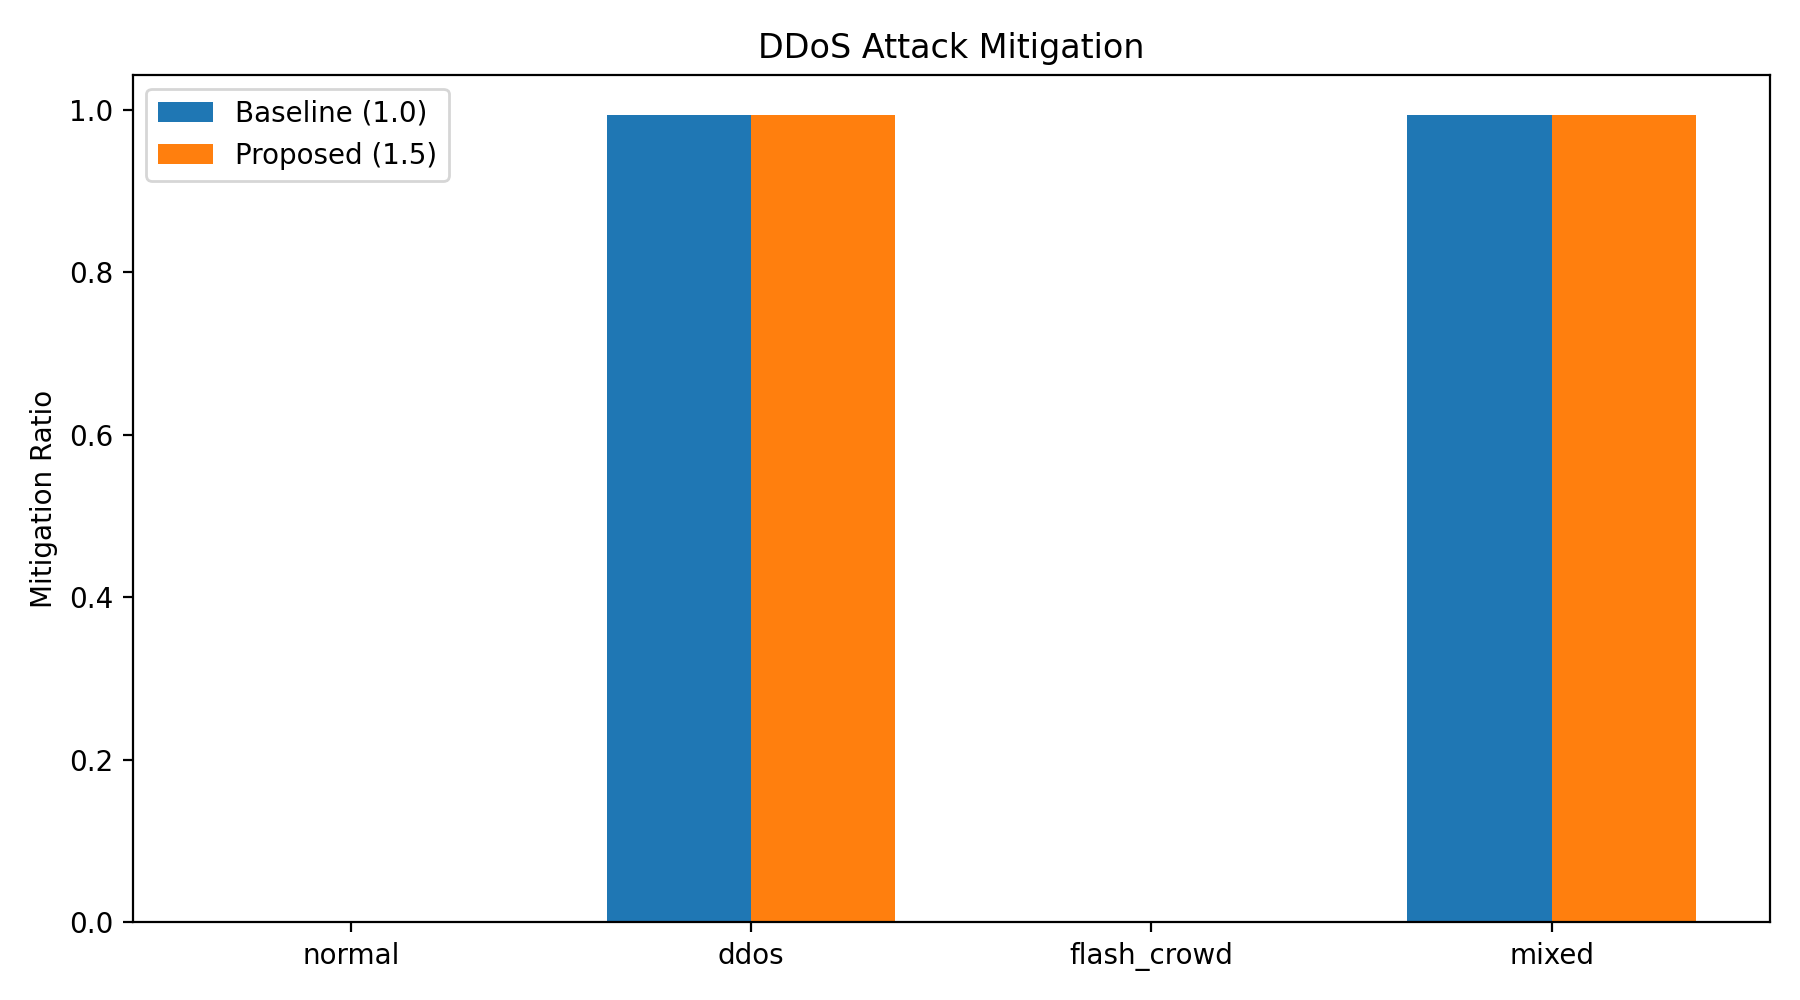 DDoS Attack Mitigation
Baseline (1.0)
Proposed (1.5)
Mitigation Ratio
1.0
0.8
0.6
0.4
0.2
0.0
normal
ddos
flash_crowd
mixed